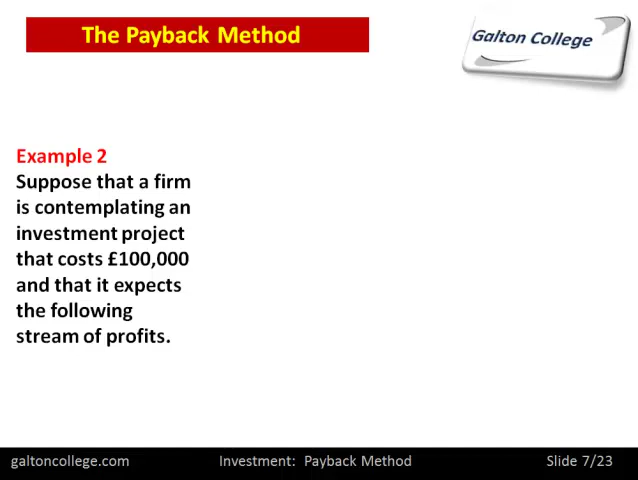 The Payback Method
Galton College
Example 2
Suppose that a firm
is contemplating an
investment project
that costs £100,000
and that it expects
the following
stream of profits.
galtoncollege.com
Investment: Payback Method
Slide 7/23